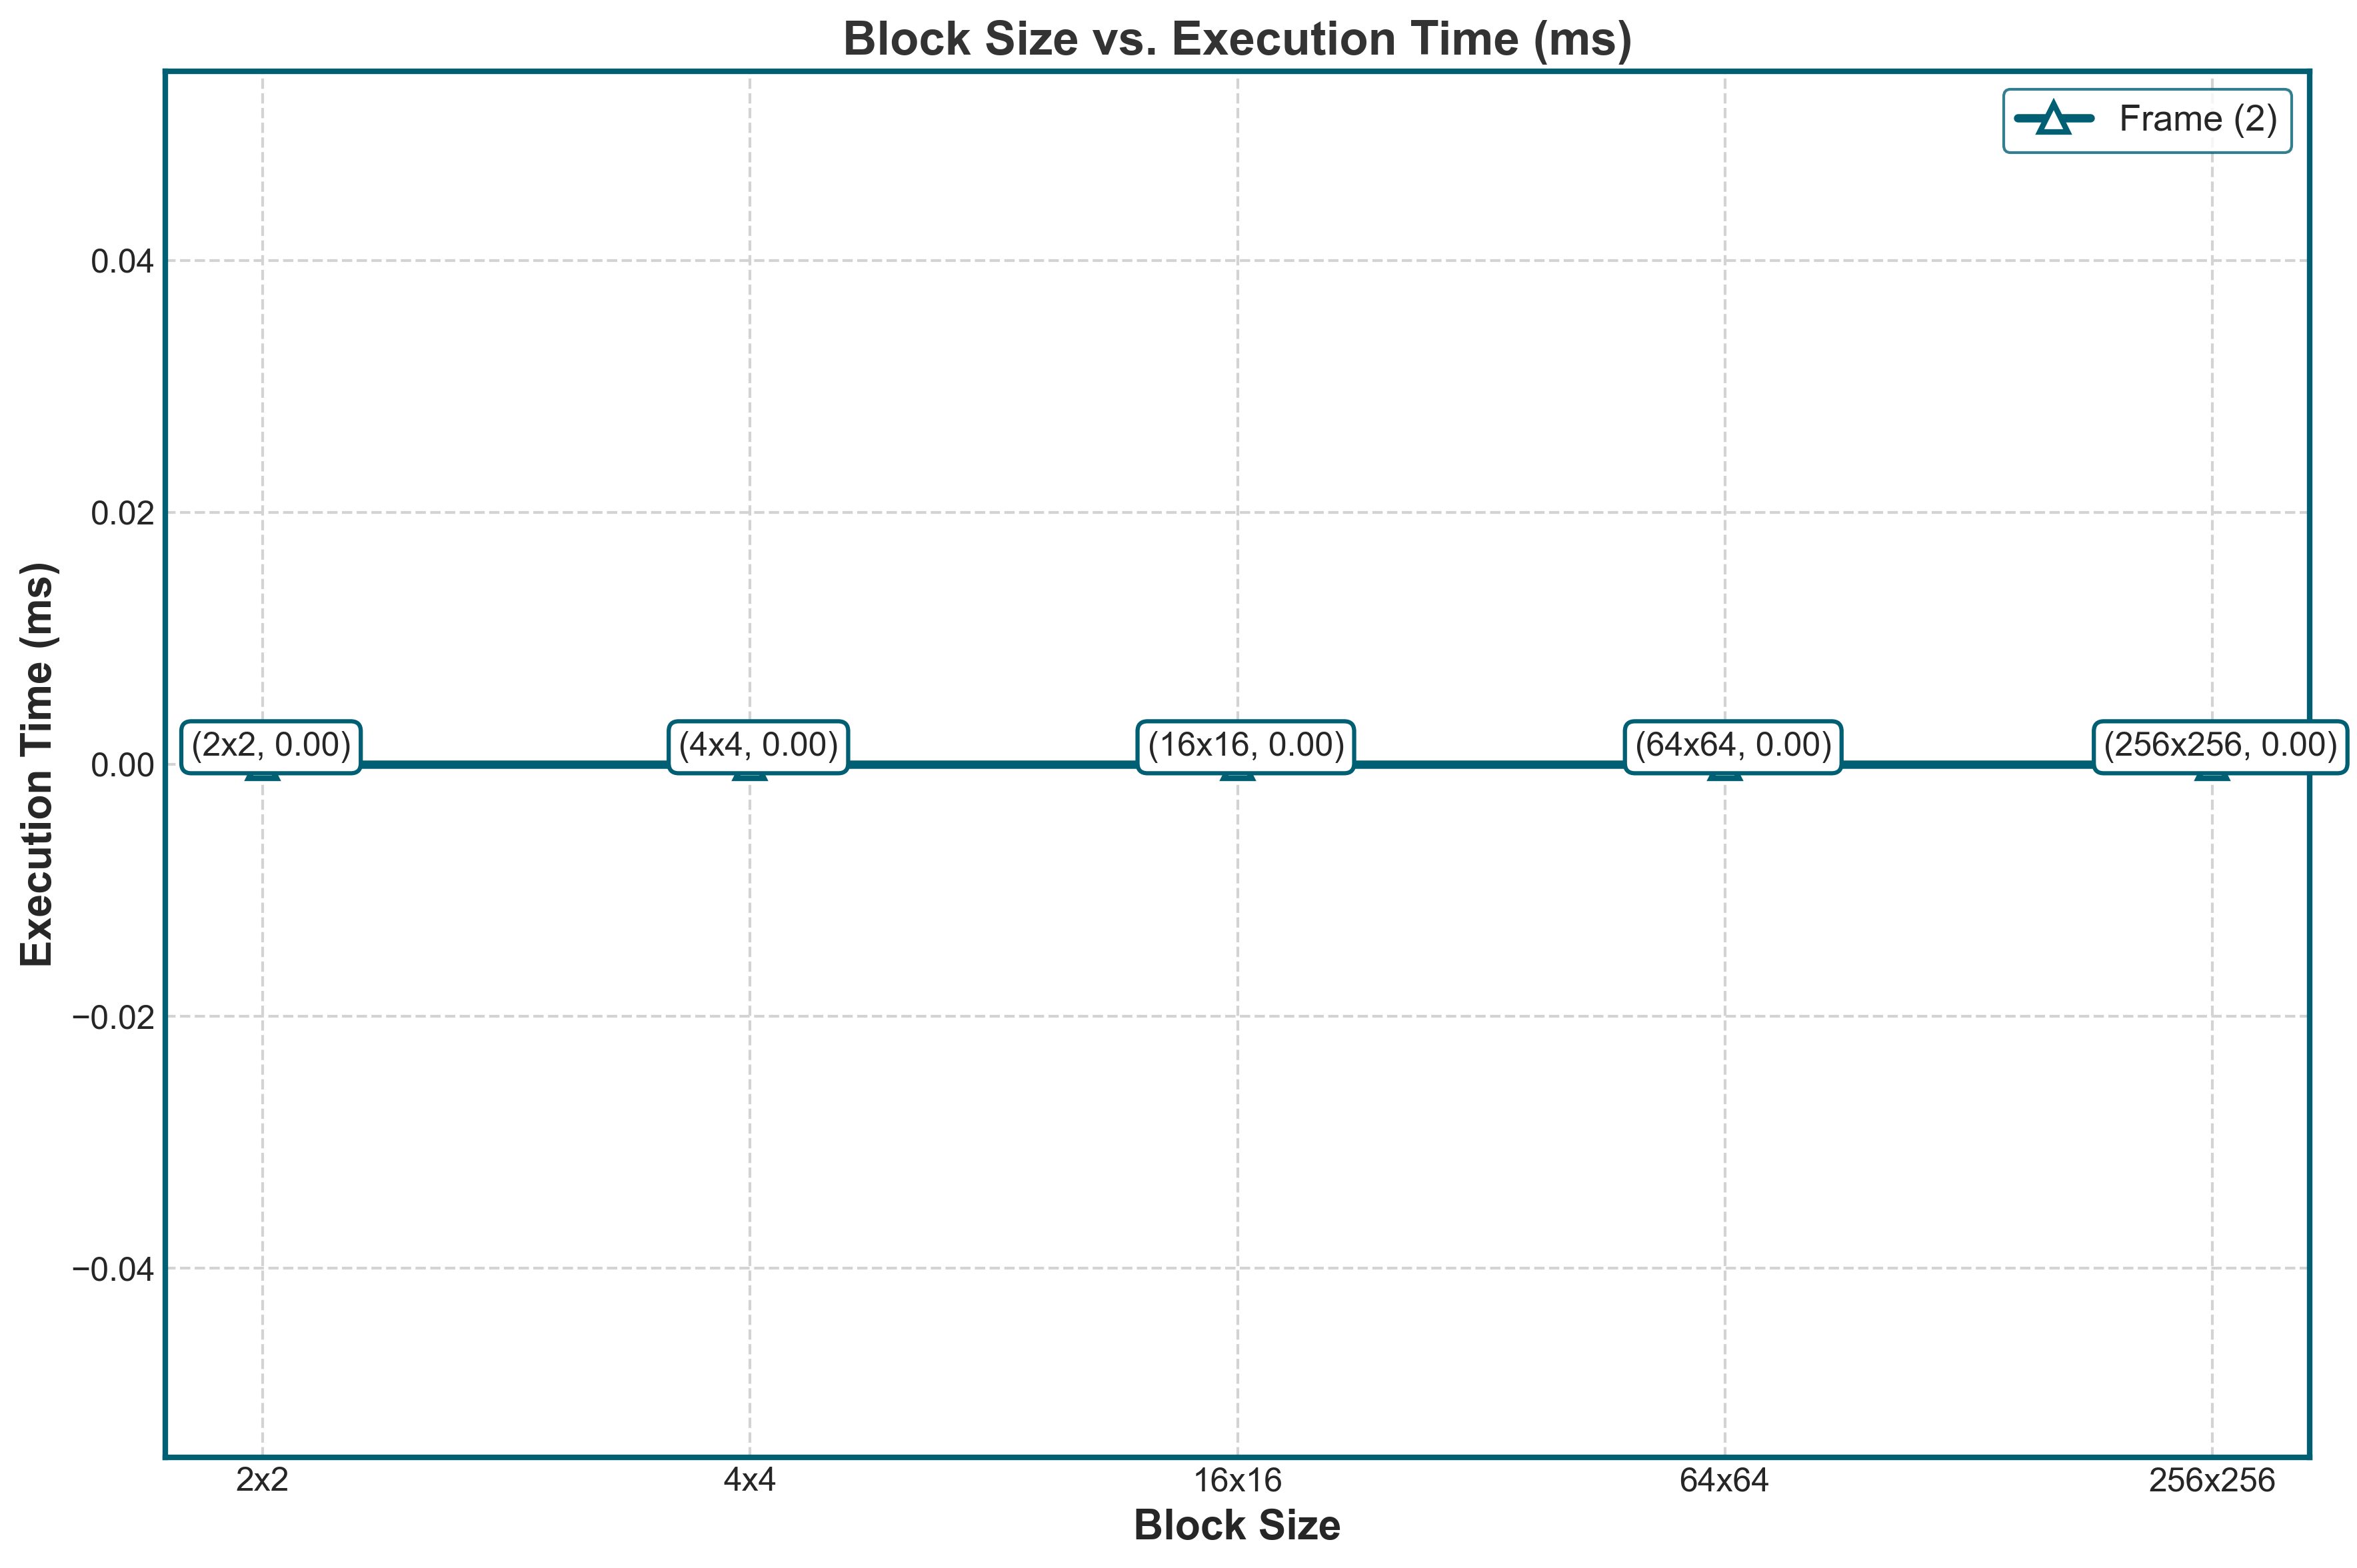 Block Size vs. Execution Time (ms)
Frame (2)
0.04
0.02
0.00
−0.02
−0.04
Execution Time (ms)
(2x2, 0.00)
(4x4, 0.00)
(16x16, 0.00)
(64x64, 0.00)
(256x256, 0.00)
2x2
4x4
16x16
64x64
256x256
Block Size